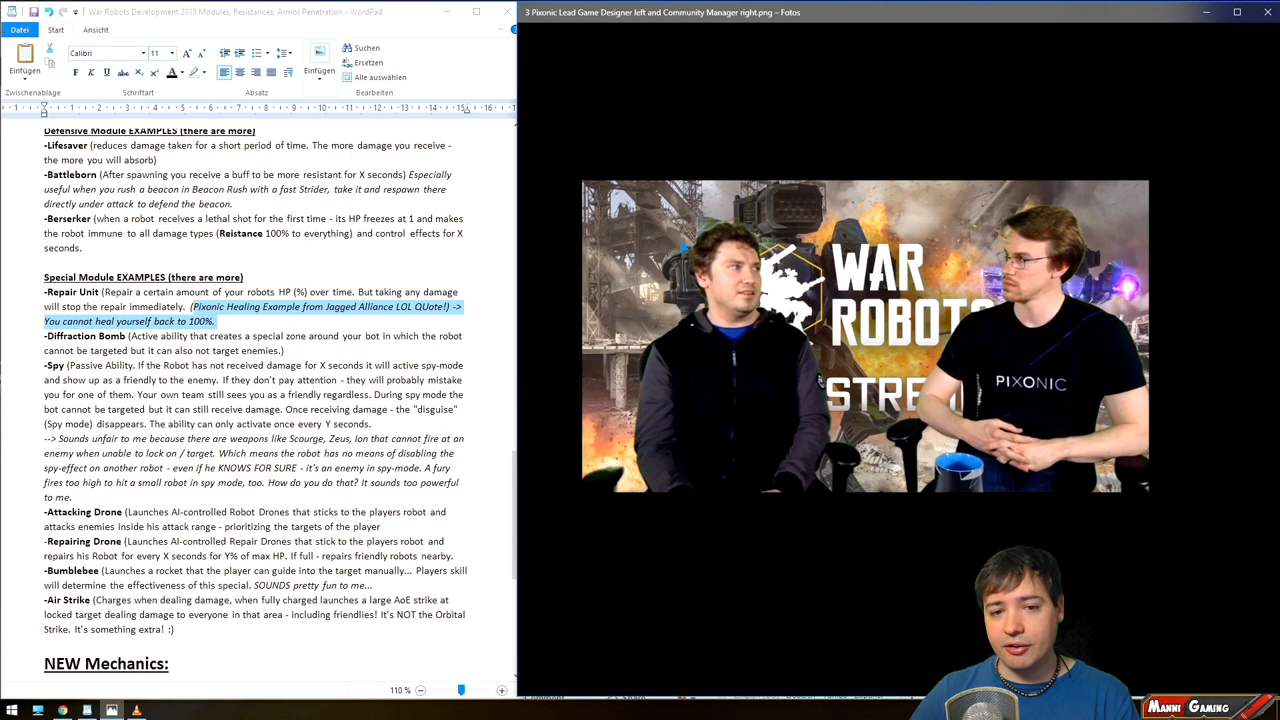 War Robots Development 2018 Modules, Resistances, Armor Penetration - WordPad
3 Pixonic Lead Game Designer left and Community Manager right.png – Fotos
Datei Start Ansicht
Einfügen
Zwischenablage
Calibri 11
F K U abc X₂ X² A
Schriftart
Absatz
Einfügen
Suchen
Ersetzen
Alle auswählen
Bearbeiten
1 1 2 3 4 5 6 7 8 9 10 11 12 13 14 15 16
Defensive Module EXAMPLES (there are more)
-Lifesaver (reduces damage taken for a short period of time. The more damage you receive -
the more you will absorb)
-Battleborn (After spawning you receive a buff to be more resistant for X seconds) Especially
useful when you rush a beacon in Beacon Rush with a fast Strider, take it and respawn there
directly under attack to defend the beacon.
-Berserker (when a robot receives a lethal shot for the first time - its HP freezes at 1 and makes
the robot immune to all damage types (Reistance 100% to everything) and control effects for X
seconds.
Special Module EXAMPLES (there are more)
-Repair Unit (Repair a certain amount of your robots HP (%) over time. But taking any damage
will stop the repair immediately. (Pixonic Healing Example from Jagged Alliance LOL QUote!) ->
You cannot heal yourself back to 100%.
-Diffraction Bomb (Active ability that creates a special zone around your bot in which the robot
cannot be targeted but it can also not target enemies.)
-Spy (Passive Ability. If the Robot has not received damage for X seconds it will active spy-mode
and show up as a friendly to the enemy. If they don't pay attention - they will probably mistake
you for one of them. Your own team still sees you as a friendly regardless. During spy mode the
bot cannot be targeted but it can still receive damage. Once receiving damage - the "disguise"
(Spy mode) disappears. The ability can only activate once every Y seconds.
--> Sounds unfair to me because there are weapons like Scourge, Zeus, Ion that cannot fire at an
enemy when unable to lock on / target. Which means the robot has no means of disabling the
spy-effect on another robot - even if he KNOWS FOR SURE - it's an enemy in spy-mode. A fury
fires too high to hit a small robot in spy mode, too. How do you do that? It sounds too powerful
to me.
-Attacking Drone (Launches AI-controlled Robot Drones that sticks to the players robot and
attacks enemies inside his attack range - prioritizing the targets of the player
-Repairing Drone (Launches AI-controlled Repair Drones that stick to the players robot and
repairs his Robot for every X seconds for Y% of max HP. If full - repairs friendly robots nearby.
-Bumblebee (Launches a rocket that the player can guide into the target manually... Players skill
will determine the effectiveness of this special. SOUNDS pretty fun to me...
-Air Strike (Charges when dealing damage, when fully charged launches a large AoE strike at
locked target dealing damage to everyone in that area - including friendlies! It's NOT the Orbital
Strike. It's something extra! :)
NEW Mechanics:
110 %
WAR
ROBOTS
STRE
PIXONIC
MANNI GAMING